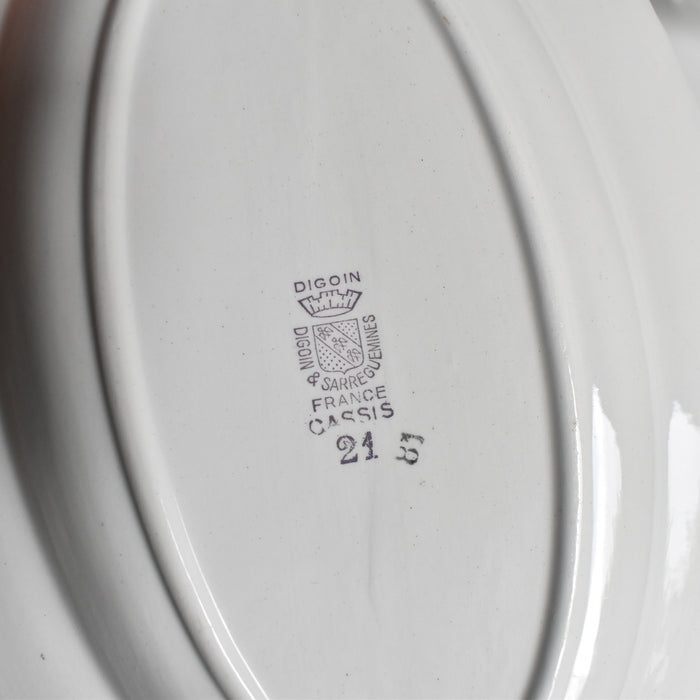 DIGOIN
DIGOIN & SARREGUEMINES
FRANCE
CASSIS
21